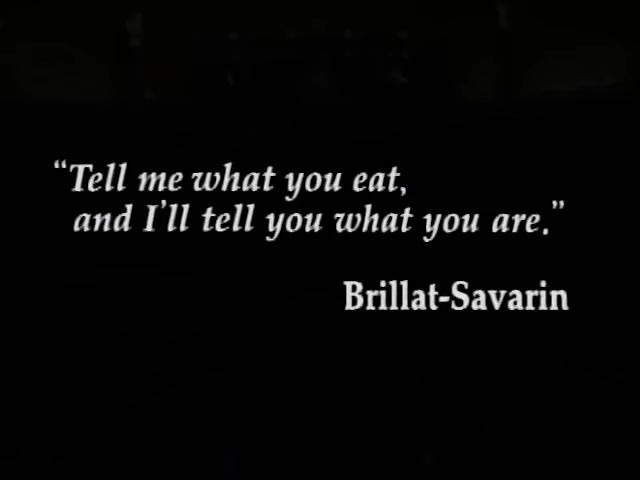 “Tell me what you eat,
and I'll tell you what you are.”
Brillat-Savarin